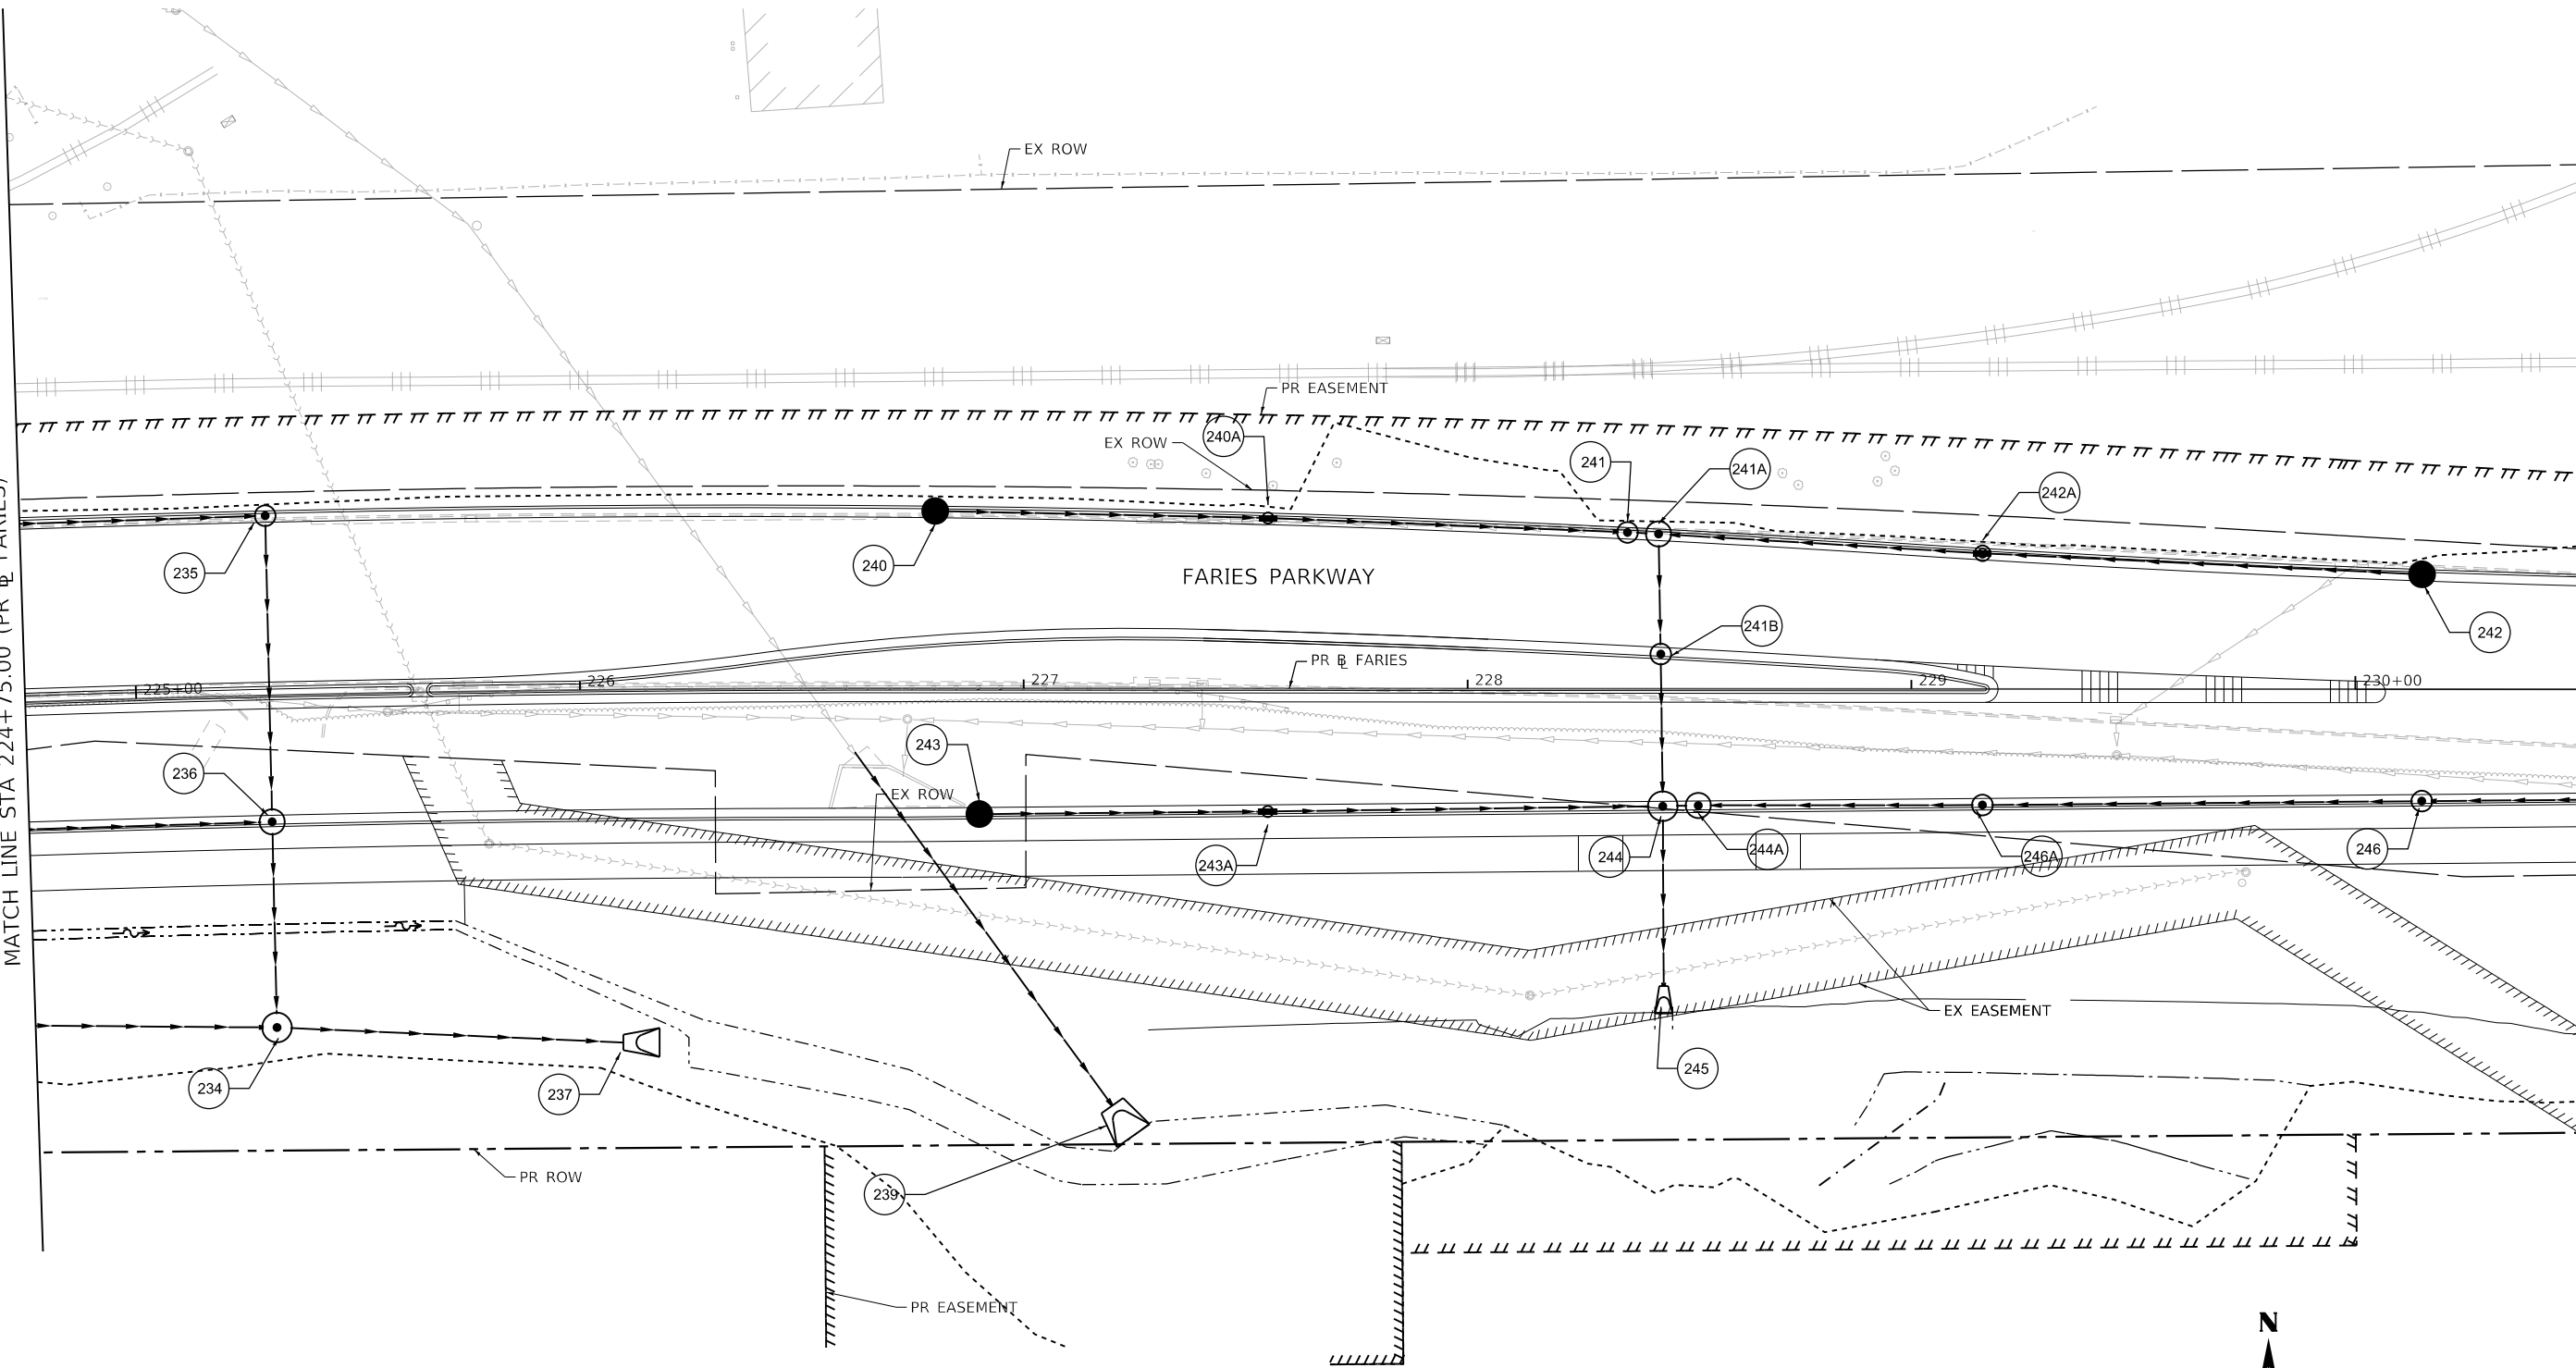 EX ROW
PR EASEMENT
EX ROW
240A
241
241A
242A
235
240
FARIES PARKWAY
242
241B
PR BL FARIES
225+00
226
227
228
229
230+00
243
236
EX ROW
243A
244
244A
246A
246
MATCH LINE STA 224+75.00 (PR BL FARIES)
EX EASEMENT
234
237
245
PR ROW
239
PR EASEMENT
N